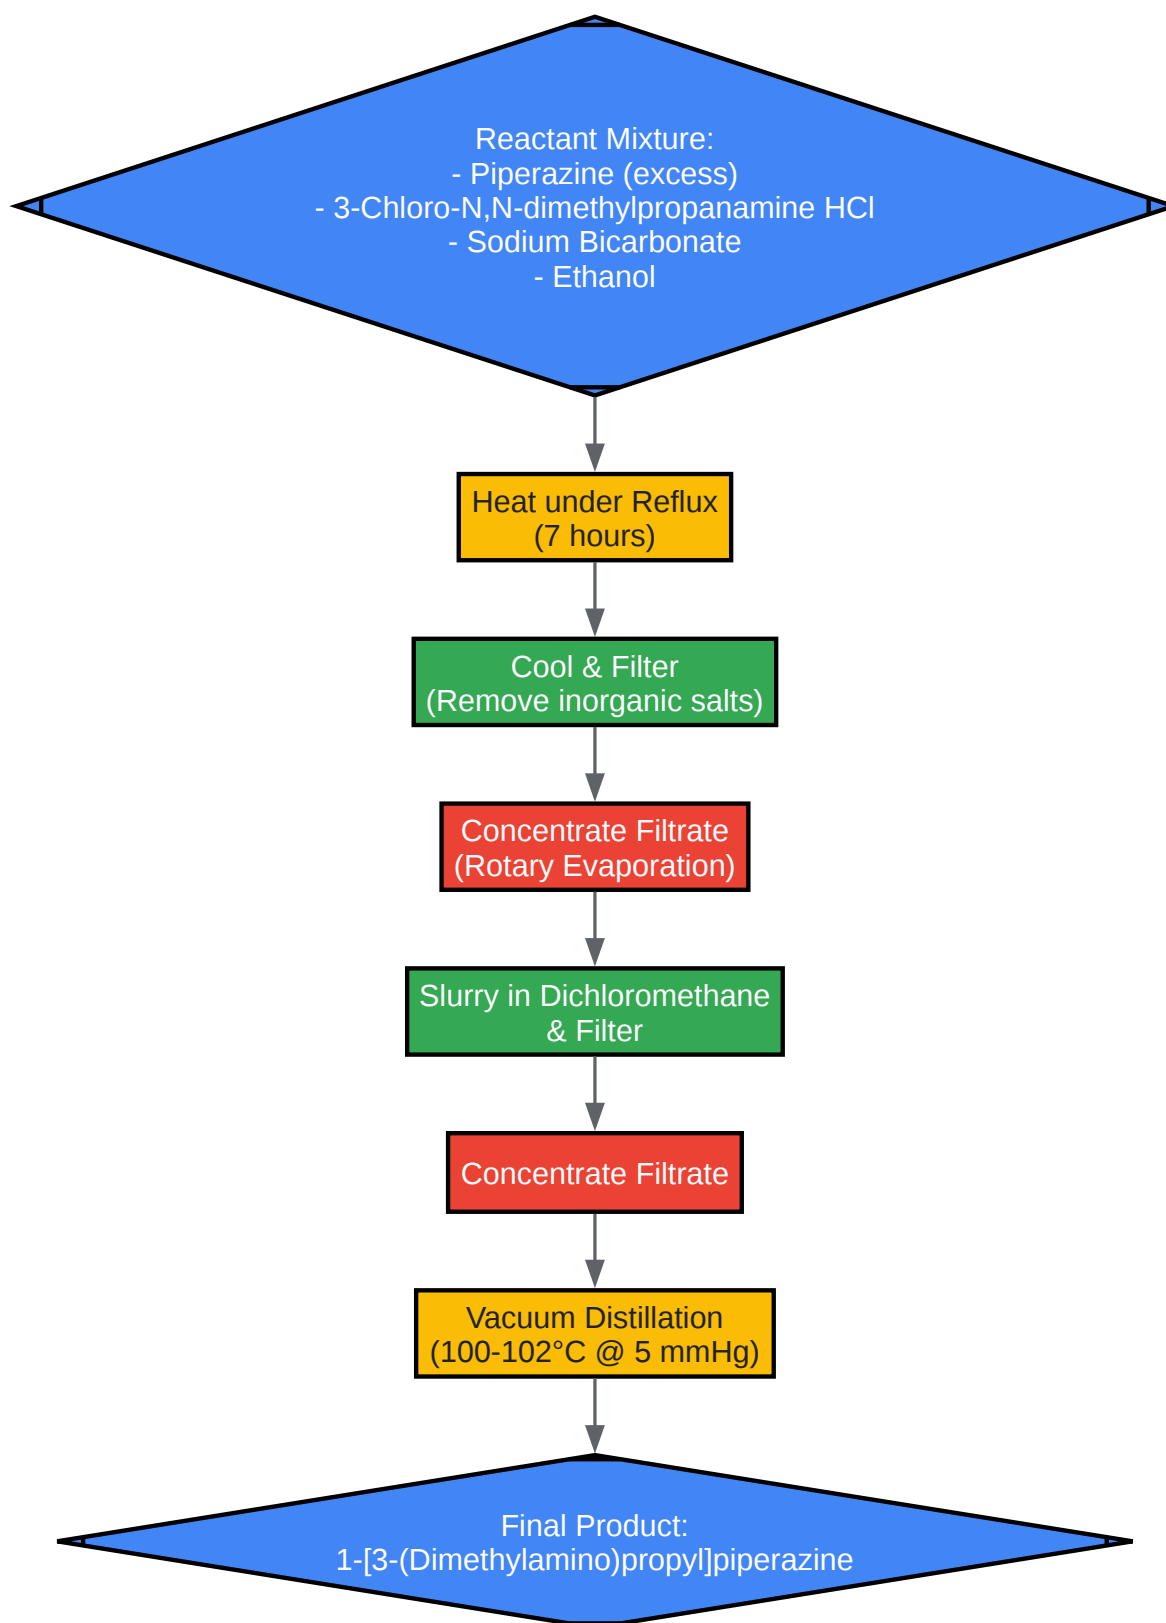 Reactant Mixture:
- Piperazine (excess)
- 3-Chloro-N,N-dimethylpropanamine HCl
- Sodium Bicarbonate
- Ethanol
Heat under Reflux
(7 hours)
Cool & Filter
(Remove inorganic salts)
Concentrate Filtrate
(Rotary Evaporation)
Slurry in Dichloromethane
& Filter
Concentrate Filtrate
Vacuum Distillation
(100-102°C @ 5 mmHg)
Final Product:
1-[3-(Dimethylamino)propyl]piperazine